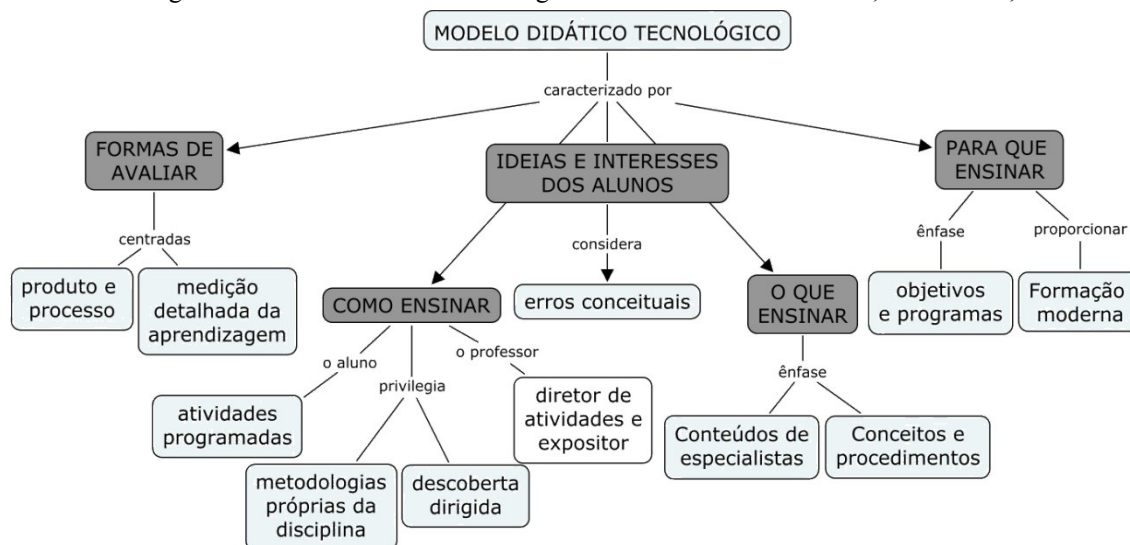 MODELO DIDÁTICO TECNOLÓGICO
caracterizado por
FORMAS DE
AVALIAR
IDEIAS E INTERESSES
DOS ALUNOS
PARA QUE
ENSINAR
centradas
considera
ênfase
proporcionar
produto e
processo
medição
detalhada da
aprendizagem
COMO ENSINAR
erros conceituais
O QUE
ENSINAR
objetivos
e programas
Formação
moderna
o aluno
privilegia
o professor
ênfase
atividades
programadas
diretor de
atividades e
expositor
Conteúdos de
especialistas
Conceitos e
procedimentos
metodologias
próprias da
disciplina
descoberta
dirigida